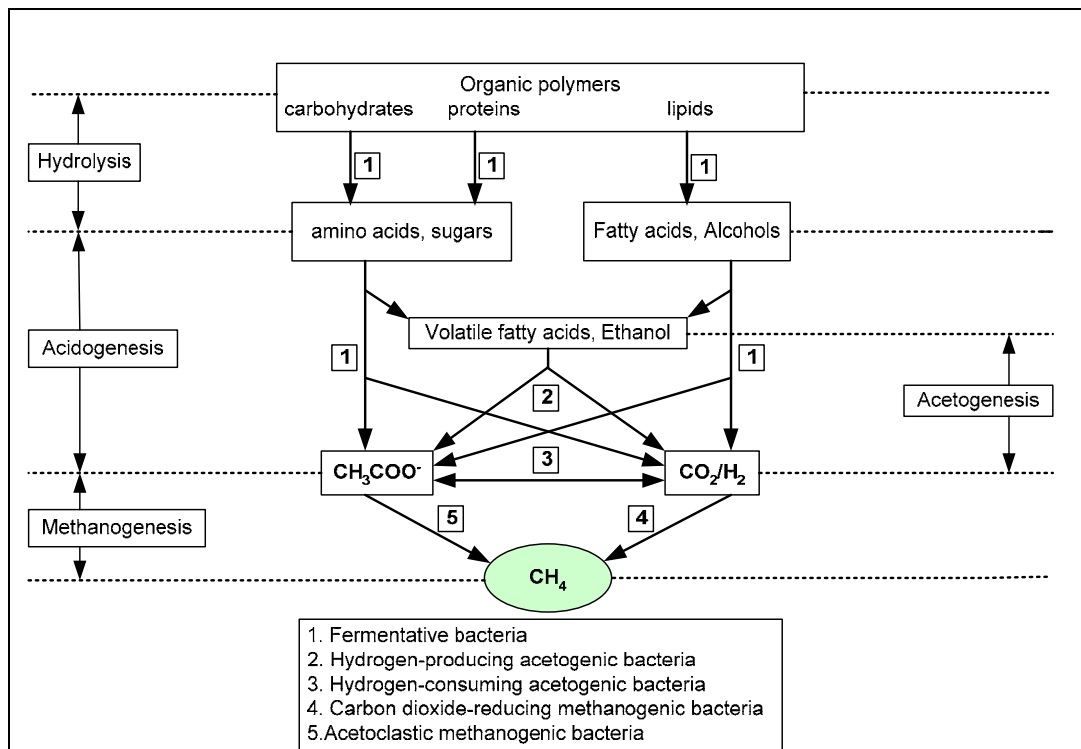 Organic polymers
carbohydrates proteins lipids
1 1 1
Hydrolysis
amino acids, sugars
Fatty acids, Alcohols
Volatile fatty acids, Ethanol
Acidogenesis
1
2
1
Acetogenesis
CH₃COO⁻
3
CO₂/H₂
Methanogenesis
5
4
CH₄
1. Fermentative bacteria
2. Hydrogen-producing acetogenic bacteria
3. Hydrogen-consuming acetogenic bacteria
4. Carbon dioxide-reducing methanogenic bacteria
5.Acetoclastic methanogenic bacteria